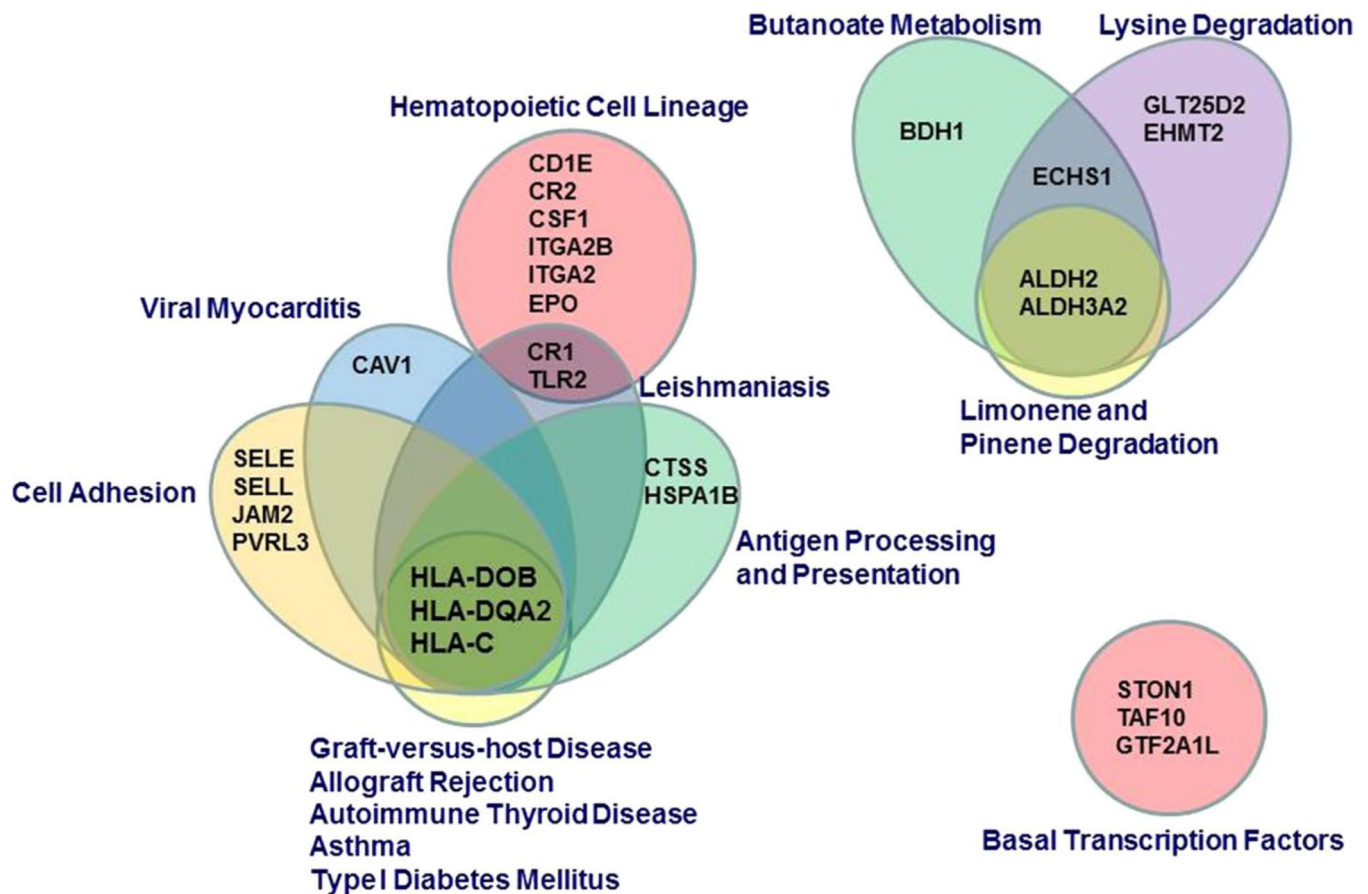 Butanoate Metabolism
Lysine Degradation
BDH1
GLT25D2
EHMT2
ECHS1
ALDH2
ALDH3A2
Limonene and
Pinene Degradation
Hematopoietic Cell Lineage
CD1E
CR2
CSF1
ITGA2B
ITGA2
EPO
CR1
TLR2
Viral Myocarditis
CAV1
Leishmaniasis
Cell Adhesion
SELE
SELL
JAM2
PVRL3
CTSS
HSPA1B
Antigen Processing
and Presentation
HLA-DOB
HLA-DQA2
HLA-C
Graft-versus-host Disease
Allograft Rejection
Autoimmune Thyroid Disease
Asthma
Type I Diabetes Mellitus
STON1
TAF10
GTF2A1L
Basal Transcription Factors